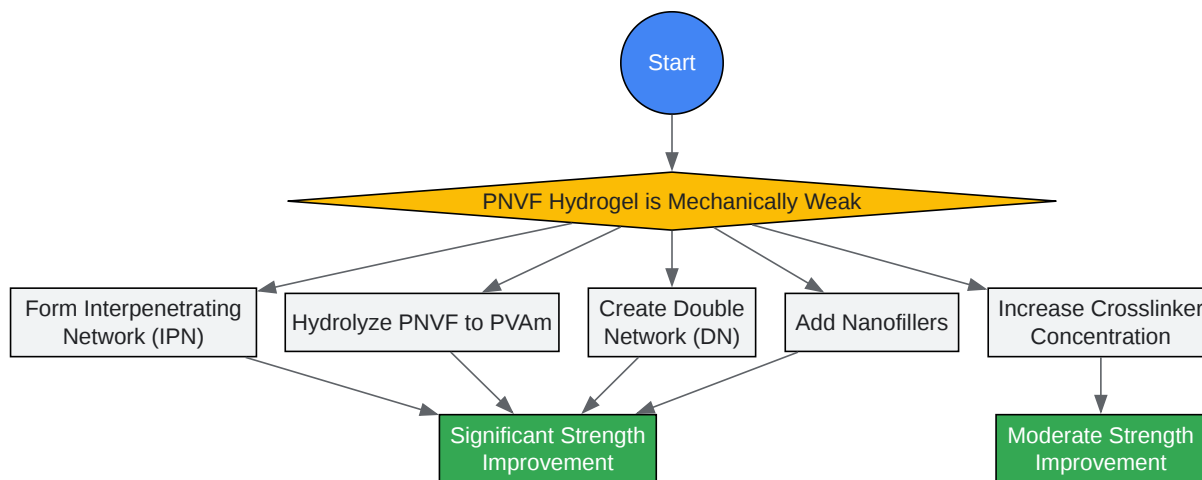 Start
PNVF Hydrogel is Mechanically Weak
Form Interpenetrating
Network (IPN)
Hydrolyze PNVF to PVAm
Create Double
Network (DN)
Add Nanofillers
Increase Crosslinker
Concentration
Significant Strength
Improvement
Moderate Strength
Improvement